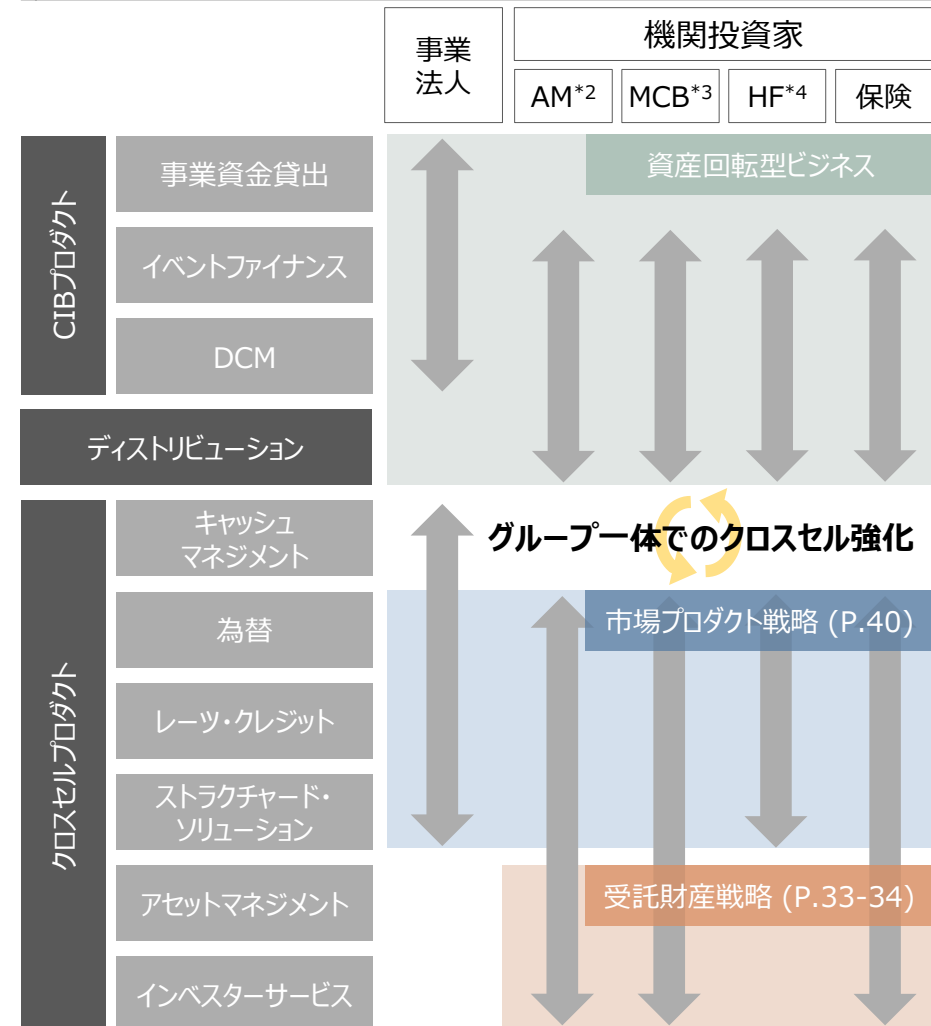 事業
法人
機関投資家
AM*2
MCB*3
HF*4
保険
CIBプロダクト
事業資金貸出
資産回転型ビジネス
イベントファイナンス
DCM
ディストリビューション
クロスセルプロダクト
キャッシュ
マネジメント
グループ一体でのクロスセル強化
為替
市場プロダクト戦略 (P.40)
レーツ・クレジット
ストラクチャード・
ソリューション
アセットマネジメント
受託財産戦略 (P.33-34)
インベスターサービス